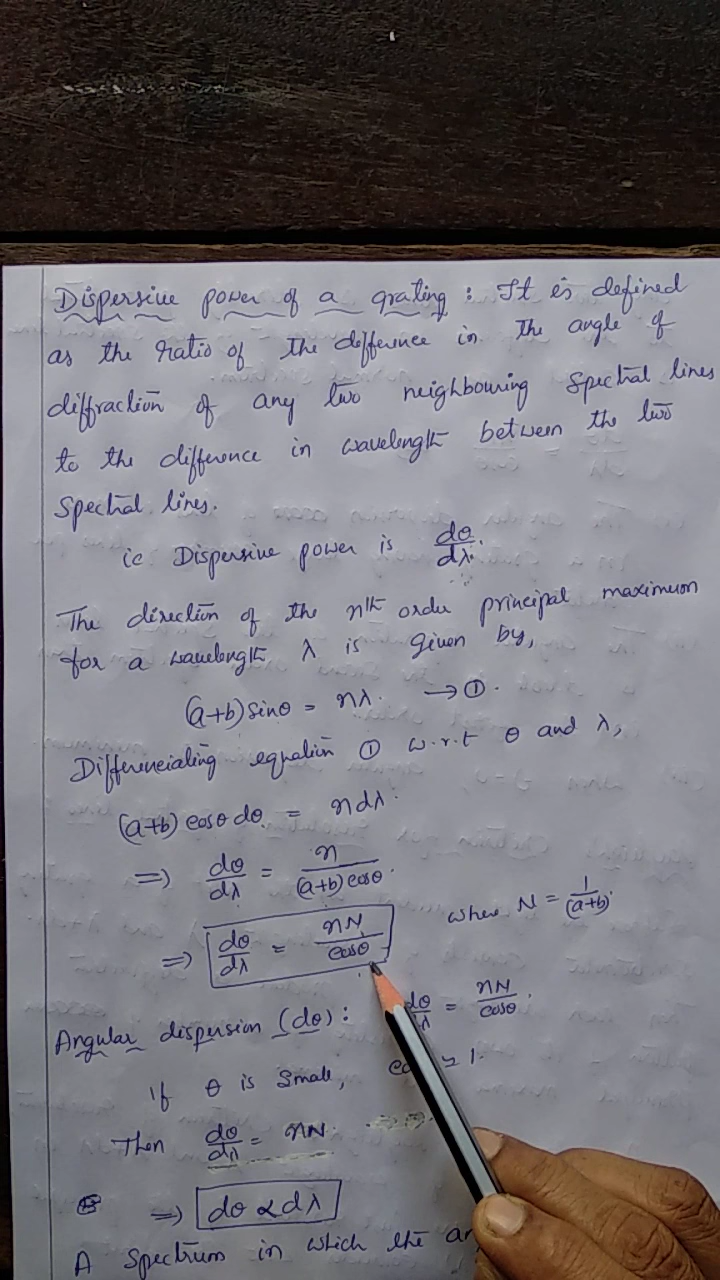 Dispersive power of a grating : It is defined
as the ratio of the difference in the angle of
diffraction of any two neighbouring spectral lines
to the difference in wavelength between the two
spectral lines.
ie Dispersive power is dθ/dλ.
The direction of the nth order principal maximum
for a wavelength λ is given by,
(a+b) sinθ = nλ. → ①.
Differenciating equation ① w.r.t θ and λ,
(a+b) cosθ dθ = n dλ.
⇒ dθ/dλ = n/(a+b) cosθ.
⇒ dθ/dλ = nN/cosθ where N = 1/(a+b).
Angular dispersion (dθ) : dθ/λ = nN/cosθ.
If θ is small, ≃ 1.
Then dθ/dλ = nN.
⇒ dθ ∝ dλ
A spectrum in which the